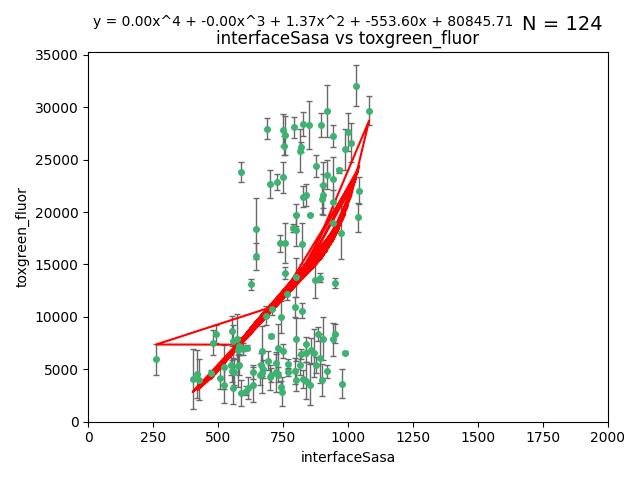 y = 0.00x^4 + -0.00x^3 + 1.37x^2 + -553.60x + 80845.71 N = 124
interfaceSasa vs toxgreen_fluor
35000
30000
25000
20000
15000
10000
5000
0
toxgreen_fluor
0 250 500 750 1000 1250 1500 1750 2000
interfaceSasa